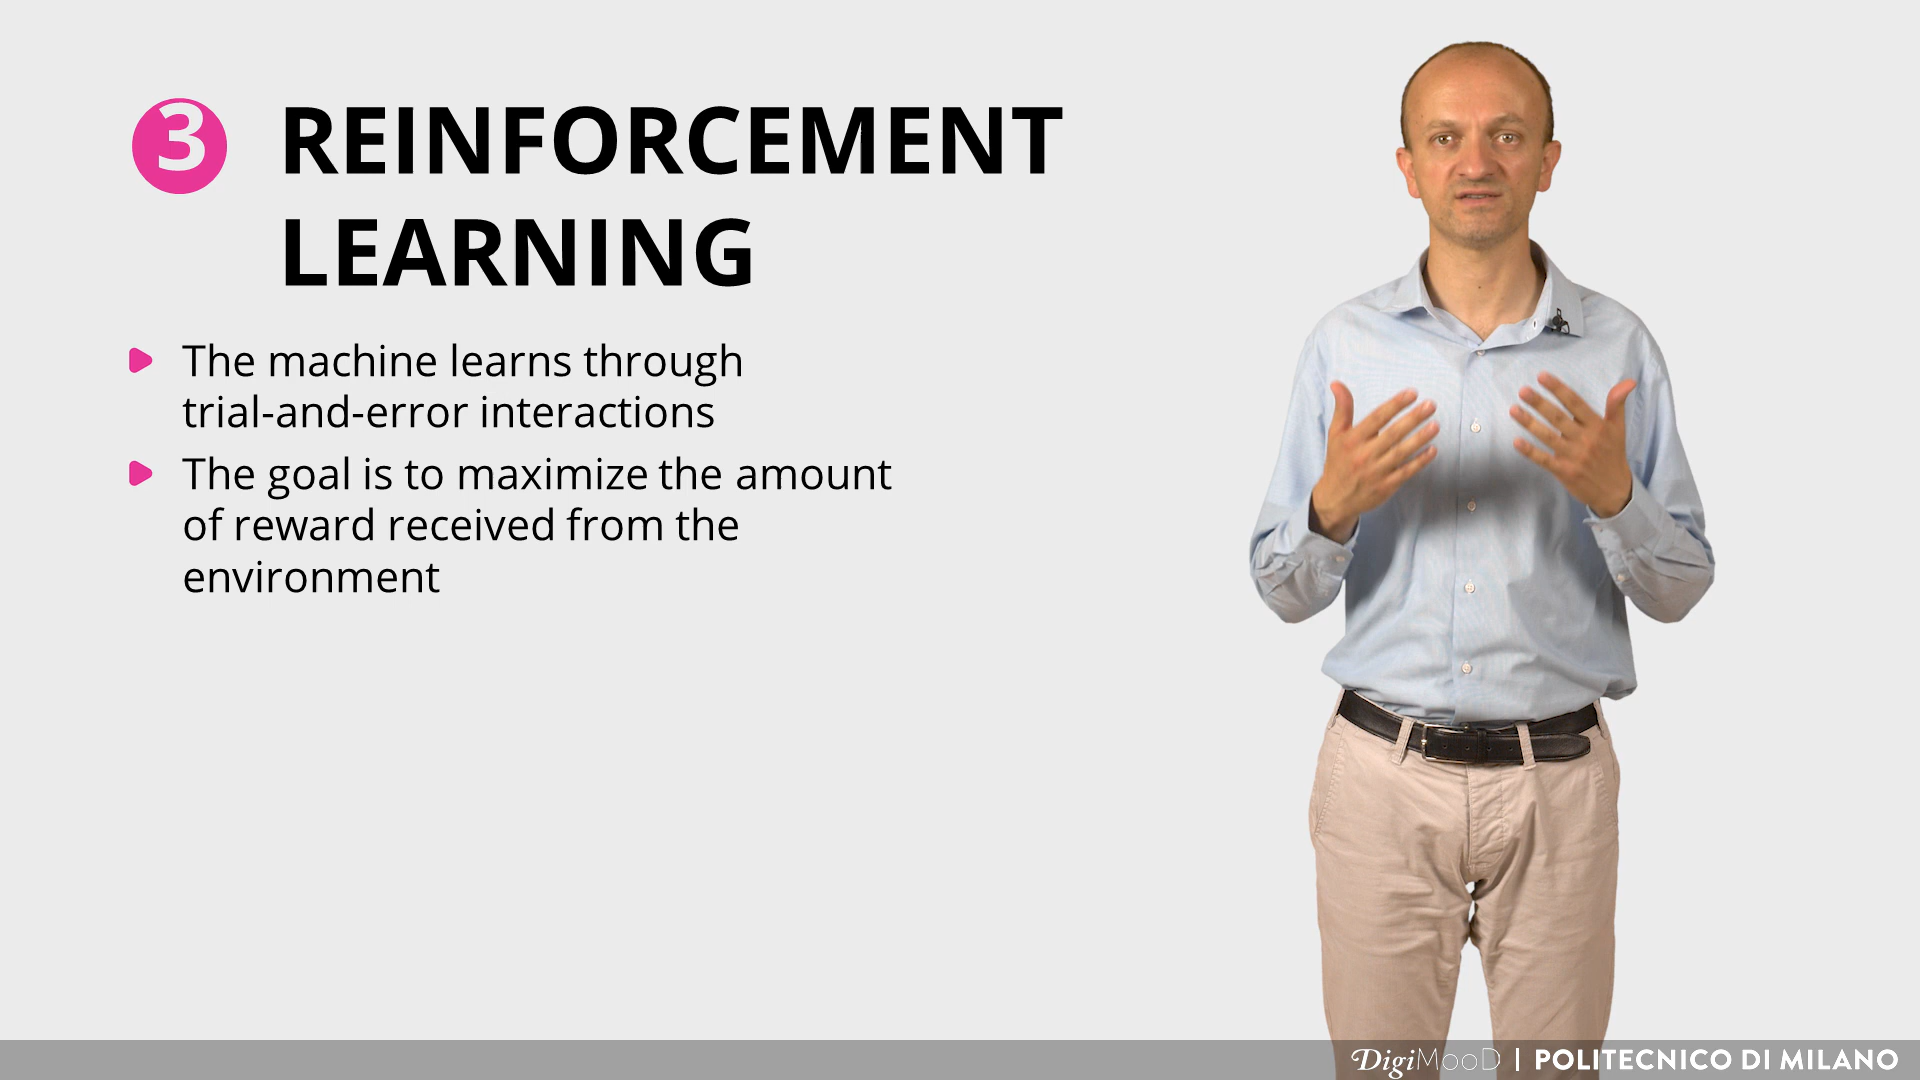 3 REINFORCEMENT
LEARNING
The machine learns through
trial-and-error interactions
The goal is to maximize the amount
of reward received from the
environment
DigiMooD | POLITECNICO DI MILANO